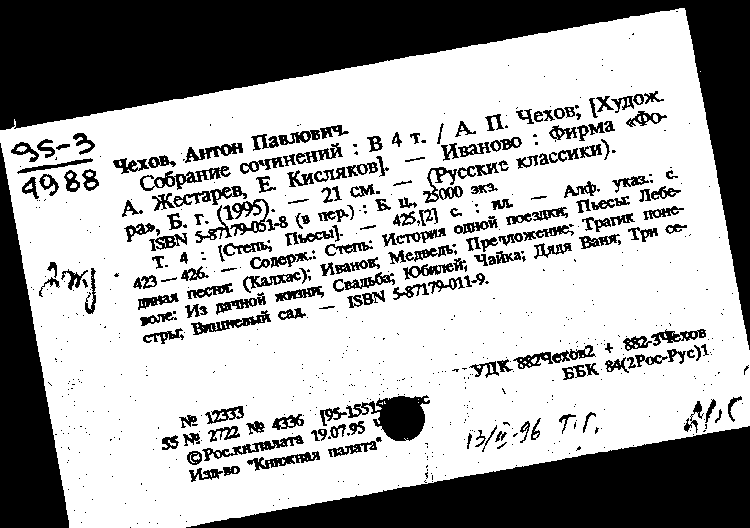 95-3
4988
Чехов, Антон Павлович.
Собрание сочинений : В 4 т. / А. П. Чехов; [Худож.
А. Жестарев, Е. Кисляков]. — Иваново : Фирма «Фо-
ра», Б. г. (1995). — 21 см. — (Русские классики).
ISBN 5-87179-051-8 (в пер.) : Б. ц., 25000 экз.
Т. 4 : [Степь; Пьесы]. — 425,[2] с. : ил. — Алф. указ.: с.
423—426. — Содерж.: Степь: История одной поездки; Пьесы: Лебе-
диная песня: (Калхас); Иванов; Медведь; Предложение; Трагик поне-
воле: Из дачной жизни; Свадьба; Юбилей; Чайка; Дядя Ваня; Три се-
стры; Вишневый сад. — ISBN 5-87179-011-9.
УДК 882Чехов2 + 882-3Чехов
ББК 84(2Рос-Рус)1
№ 12333
55 № 2722 № 4336 [95-1551
©Рос.кн.палата 19.07.95
Изд-во "Книжная палата"
13/II-96 Т.Г.